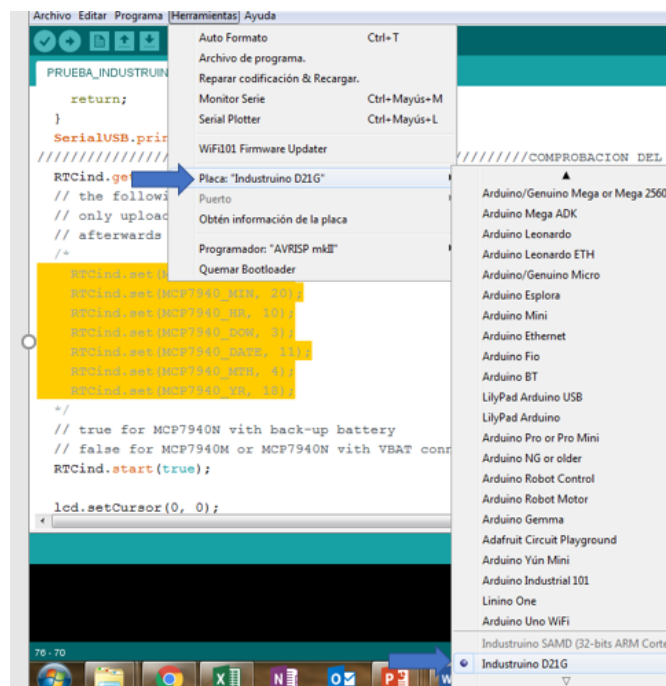 Archivo Editar Programa Herramientas Ayuda
PRUEBA_INDUSTRUIN
return;
}
SerialUSB.prin
/////////////////
/////////COMPROBACION DEL
RTCind.ge
// the followi
// only uploac
// afterwards
/*
RTCind.set(M
RTCind.set(MCP7940_MIN, 20);
RTCind.set(MCP7940_HR, 10);
RTCind.set(MCP7940_DOW, 3);
RTCind.set(MCP7940_DATE, 11);
RTCind.set(MCP7940_MTH, 4);
RTCind.set(MCP7940_YR, 18);
*/
// true for MCP7940N vith back-up battery
// false for MCP7940M or MCP7940N vith VBAT conn
RTCind.start(true);
lcd.setCursor(0, 0);
76 - 70
Auto Formato Ctrl+T
Archivo de programa.
Reparar codificación & Recargar.
Monitor Serie Ctrl+Mayús+M
Serial Plotter Ctrl+Mayús+L
WiFi101 Firmware Updater
Placa: "Industruino D21G"
Puerto
Obtén información de la placa
Programador: "AVRISP mkII"
Quemar Bootloader
Arduino/Genuino Mega or Mega 2560
Arduino Mega ADK
Arduino Leonardo
Arduino Leonardo ETH
Arduino/Genuino Micro
Arduino Esplora
Arduino Mini
Arduino Ethernet
Arduino Fio
Arduino BT
LilyPad Arduino USB
LilyPad Arduino
Arduino Pro or Pro Mini
Arduino NG or older
Arduino Robot Control
Arduino Robot Motor
Arduino Gemma
Adafruit Circuit Playground
Arduino Yún Mini
Arduino Industrial 101
Linino One
Arduino Uno WiFi
Industruino SAMD (32-bits ARM Corte
Industruino D21G